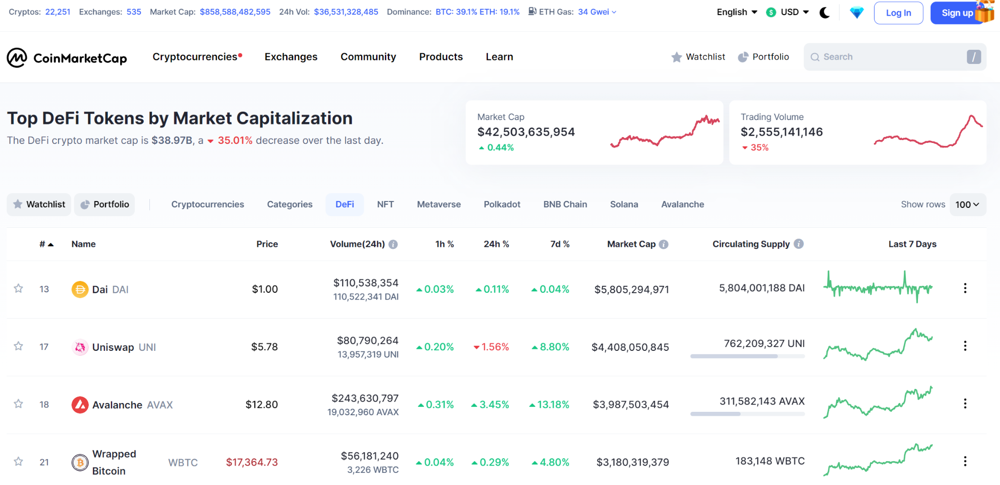 Cryptos: 22,251 Exchanges: 535 Market Cap: $858,588,482,595 24h Vol: $36,531,328,485 Dominance: BTC: 39.1% ETH: 19.1% ETH Gas: 34 Gwei English USD Log In Sign up
CoinMarketCap Cryptocurrencies Exchanges Community Products Learn Watchlist Portfolio Search /
Top DeFi Tokens by Market Capitalization
The DeFi crypto market cap is $38.97B, a 35.01% decrease over the last day.
Market Cap
$42,503,635,954
0.44%
Trading Volume
$2,555,141,146
35%
Watchlist Portfolio Cryptocurrencies Categories DeFi NFT Metaverse Polkadot BNB Chain Solana Avalanche Show rows 100
# Name Price Volume(24h) 1h % 24h % 7d % Market Cap Circulating Supply Last 7 Days
13 Dai DAI $1.00 $110,538,354 0.03% 0.11% 0.04% $5,805,294,971 5,804,001,188 DAI
110,522,341 DAI
17 Uniswap UNI $5.78 $80,790,264 0.20% 1.56% 8.80% $4,408,050,845 762,209,327 UNI
13,957,319 UNI
18 Avalanche AVAX $12.80 $243,630,797 0.31% 3.45% 13.18% $3,987,503,454 311,582,143 AVAX
19,032,960 AVAX
21 Wrapped Bitcoin WBTC $17,364.73 $56,181,240 0.04% 0.29% 4.80% $3,180,319,379 183,148 WBTC
3,226 WBTC